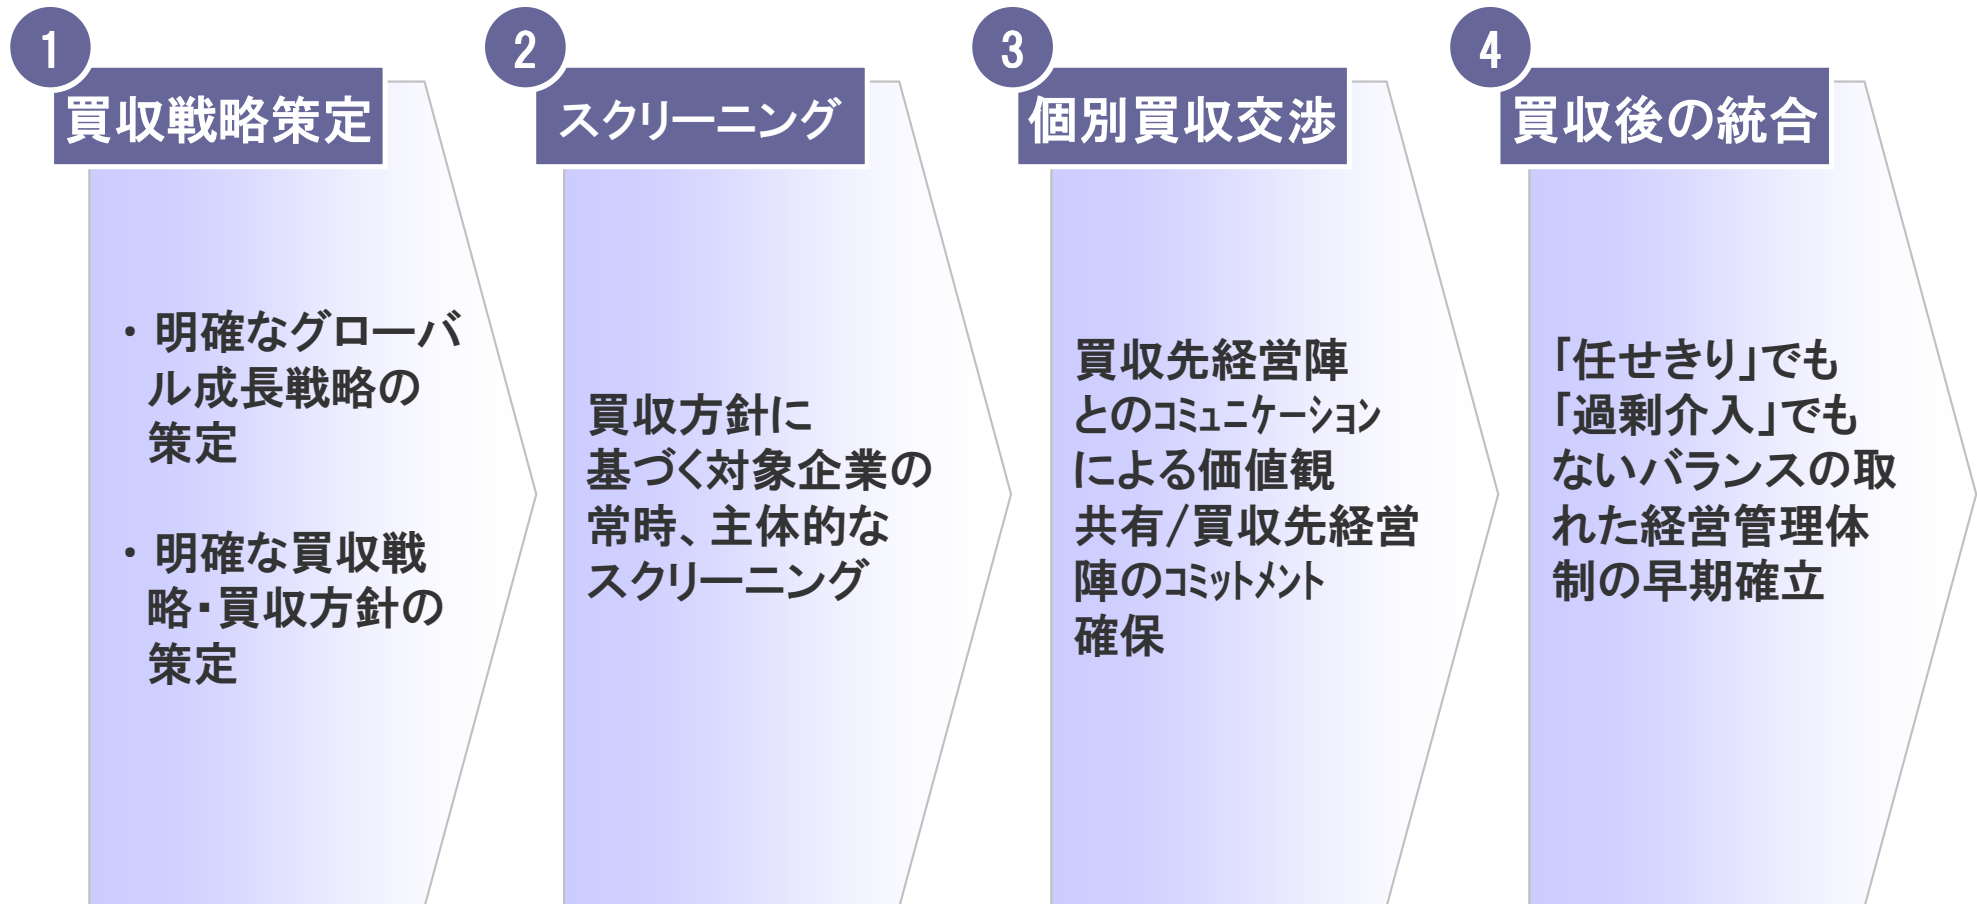 1
買収戦略策定
・明確なグローバ
ル成長戦略の
策定
・明確な買収戦
略・買収方針の
策定
2
スクリーニング
買収方針に
基づく対象企業の
常時、主体的な
スクリーニング
3
個別買収交渉
買収先経営陣
とのｺﾐｭﾆｹｰｼｮﾝ
による価値観
共有/買収先経営
陣のｺﾐｯﾄﾒﾝﾄ
確保
4
買収後の統合
「任せきり」でも
「過剰介入」でも
ないバランスの取
れた経営管理体
制の早期確立